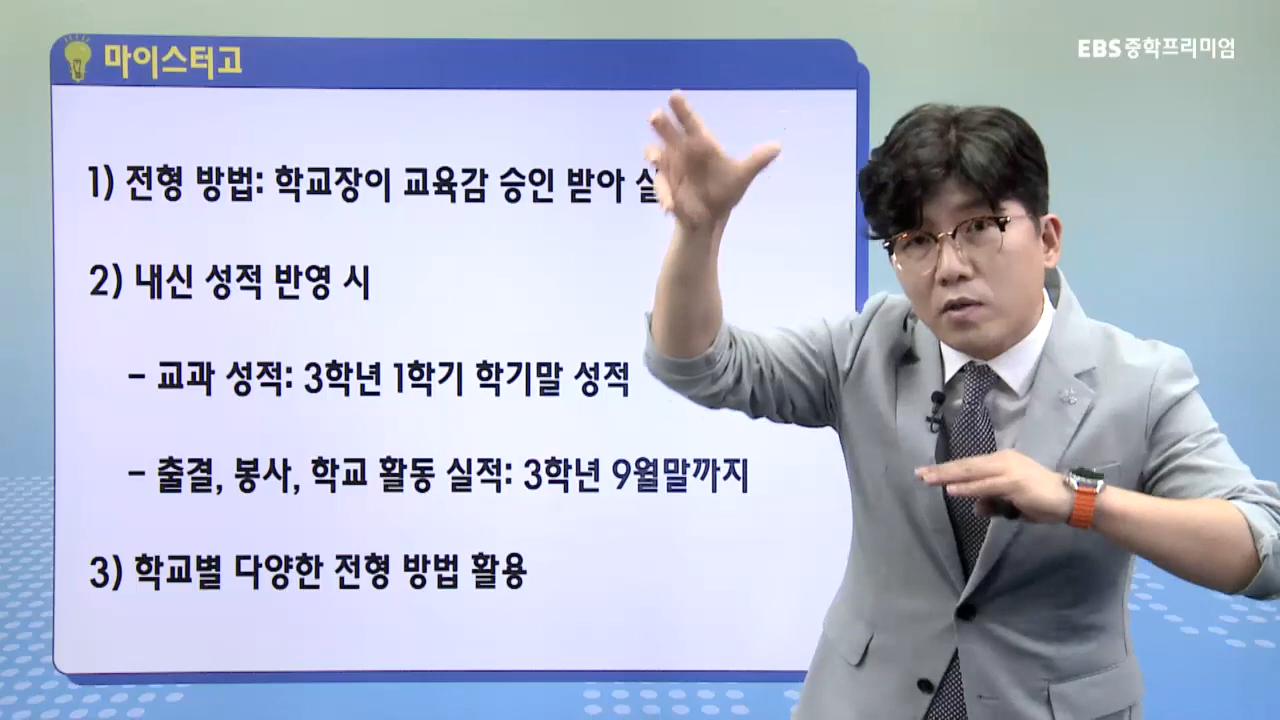 마이스터고
EBS 중학프리미엄
1) 전형 방법: 학교장이 교육감 승인 받아
2) 내신 성적 반영 시
- 교과 성적: 3학년 1학기 학기말 성적
- 출결, 봉사, 학교 활동 실적: 3학년 9월말까지
3) 학교별 다양한 전형 방법 활용